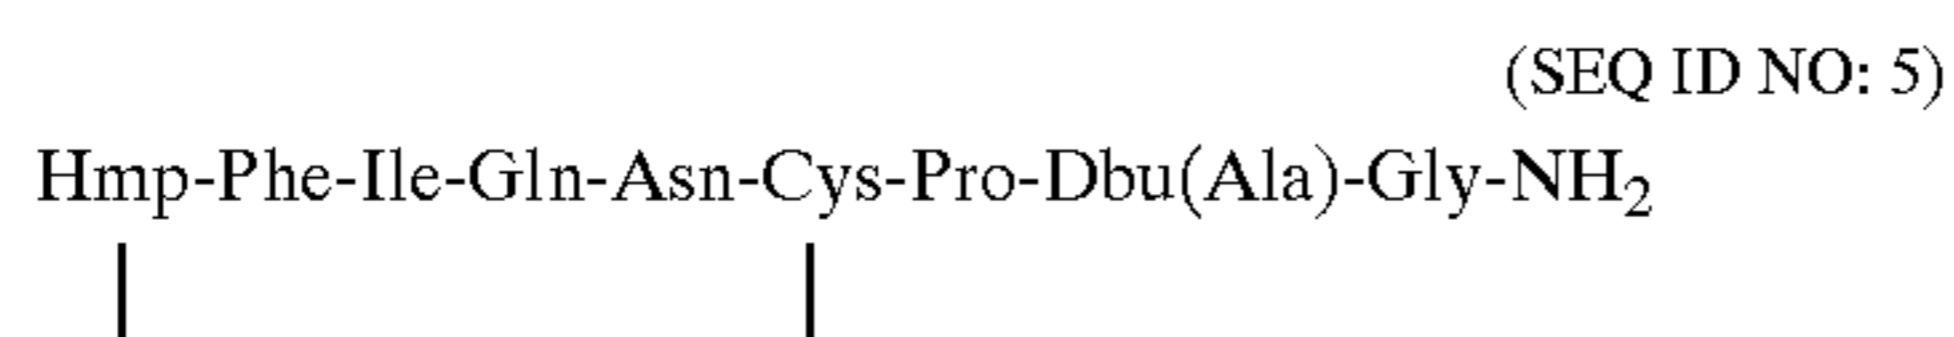 (SEQ ID NO: 5)
Hmp-Phe-Ile-Gln-Asn-Cys-Pro-Dbu(Ala)-Gly-NH₂